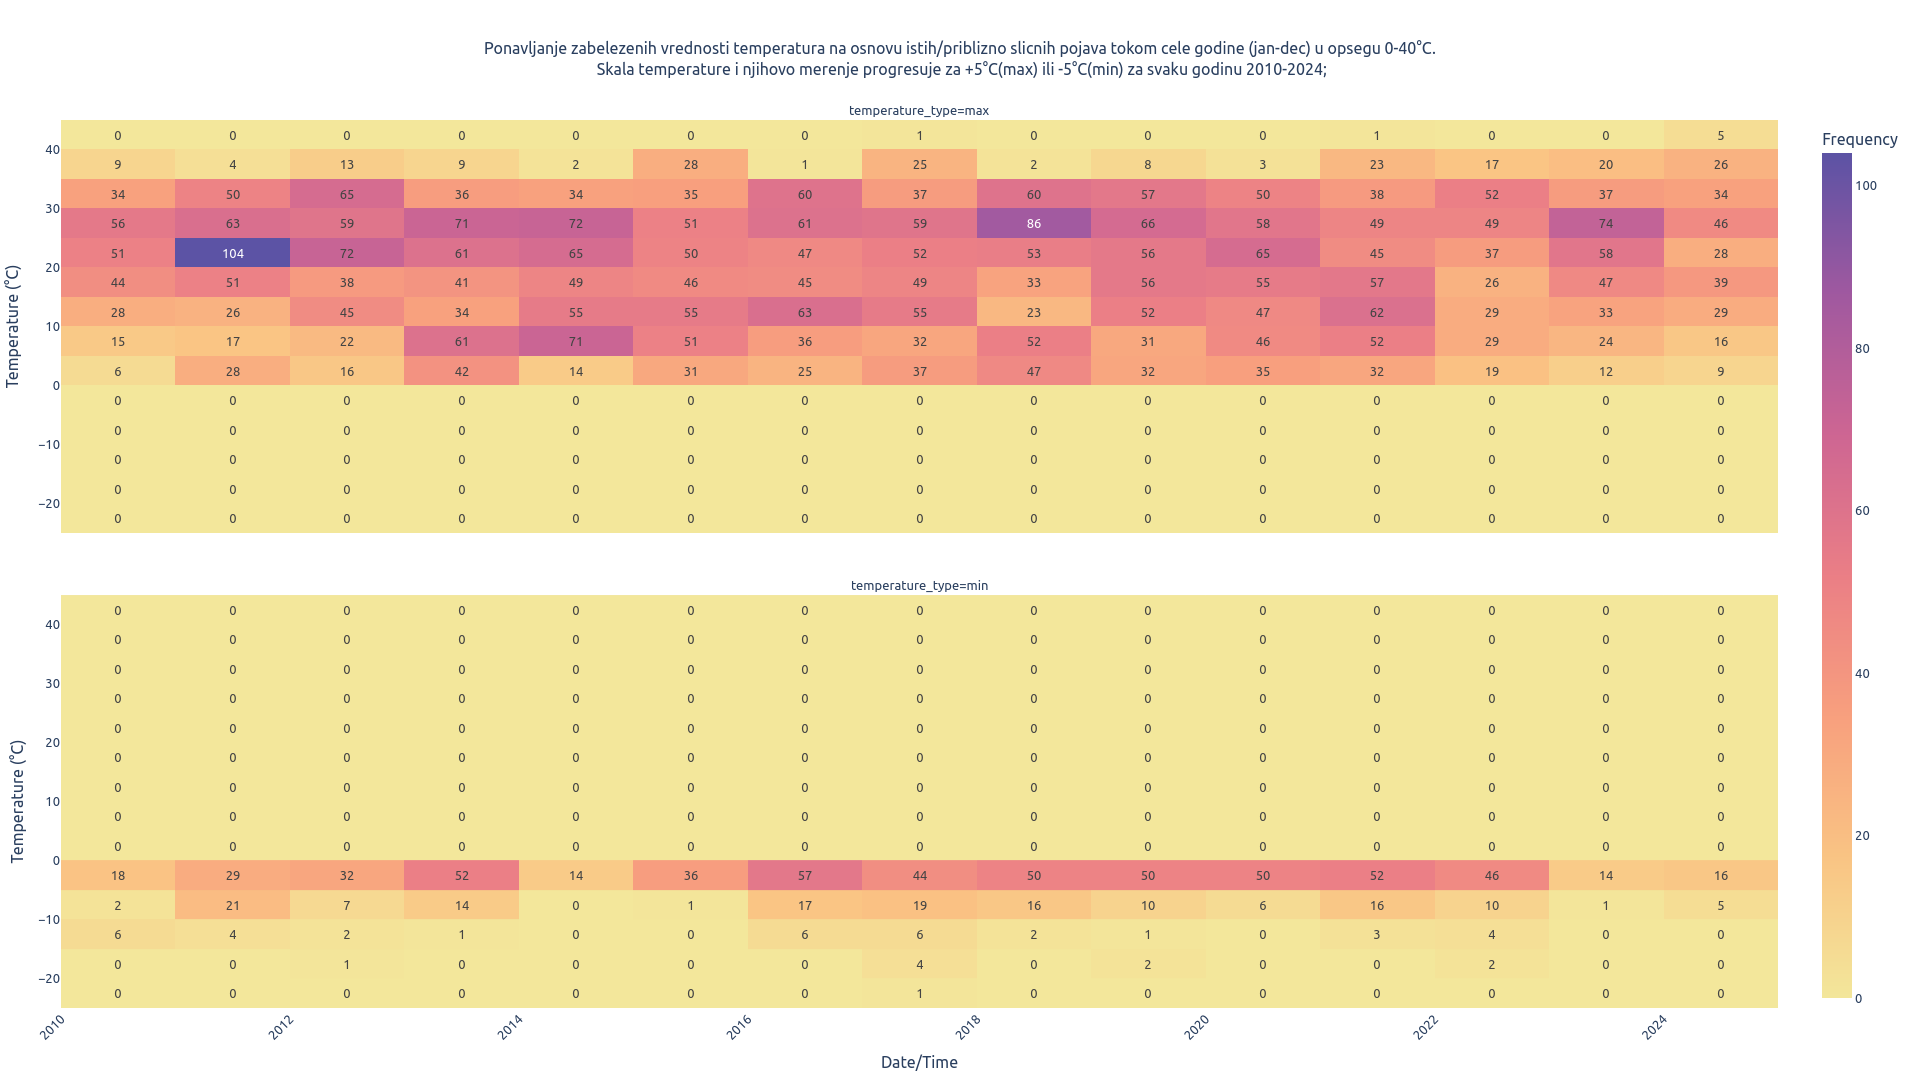 Ponavljanje zabelezenih vrednosti temperatura na osnovu istih/priblizno slicnih pojava tokom cele godine (jan-dec) u opsegu 0-40°C.
Skala temperature i njihovo merenje progresuje za +5°C(max) ili -5°C(min) za svaku godinu 2010-2024;
temperature_type=max
0 0 0 0 0 0 0 1 0 0 0 1 0 0 5
40
9 4 13 9 2 28 1 25 2 8 3 23 17 20 26
34 50 65 36 34 35 60 37 60 57 50 38 52 37 34
30
56 63 59 71 72 51 61 59 86 66 58 49 49 74 46
51 104 72 61 65 50 47 52 53 56 65 45 37 58 28
20
44 51 38 41 49 46 45 49 33 56 55 57 26 47 39
28 26 45 34 55 55 63 55 23 52 47 62 29 33 29
10
15 17 22 61 71 51 36 32 52 31 46 52 29 24 16
6 28 16 42 14 31 25 37 47 32 35 32 19 12 9
0
0 0 0 0 0 0 0 0 0 0 0 0 0 0 0
0 0 0 0 0 0 0 0 0 0 0 0 0 0 0
−10
0 0 0 0 0 0 0 0 0 0 0 0 0 0 0
0 0 0 0 0 0 0 0 0 0 0 0 0 0 0
−20
0 0 0 0 0 0 0 0 0 0 0 0 0 0 0
Temperature (°C)
temperature_type=min
0 0 0 0 0 0 0 0 0 0 0 0 0 0 0
40
0 0 0 0 0 0 0 0 0 0 0 0 0 0 0
0 0 0 0 0 0 0 0 0 0 0 0 0 0 0
30
0 0 0 0 0 0 0 0 0 0 0 0 0 0 0
0 0 0 0 0 0 0 0 0 0 0 0 0 0 0
20
0 0 0 0 0 0 0 0 0 0 0 0 0 0 0
0 0 0 0 0 0 0 0 0 0 0 0 0 0 0
10
0 0 0 0 0 0 0 0 0 0 0 0 0 0 0
0 0 0 0 0 0 0 0 0 0 0 0 0 0 0
0
18 29 32 52 14 36 57 44 50 50 50 52 46 14 16
2 21 7 14 0 1 17 19 16 10 6 16 10 1 5
−10
6 4 2 1 0 0 6 6 2 1 0 3 4 0 0
0 0 1 0 0 0 0 4 0 2 0 0 2 0 0
−20
0 0 0 0 0 0 0 1 0 0 0 0 0 0 0
Temperature (°C)
2010 2012 2014 2016 2018 2020 2022 2024
Date/Time
Frequency
100
80
60
40
20
0